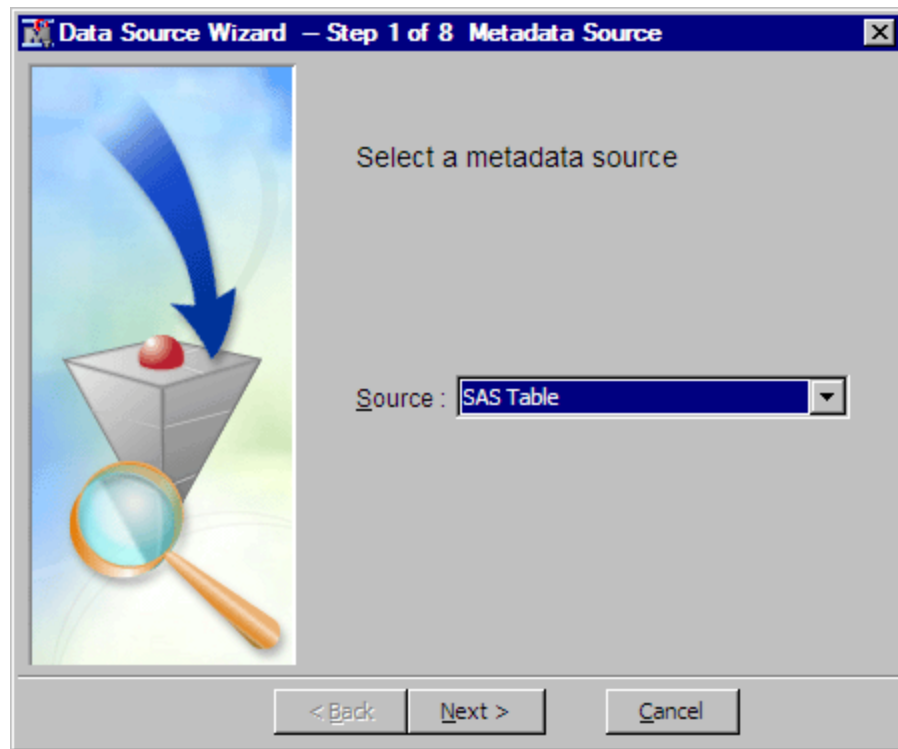 Data Source Wizard – Step 1 of 8 Metadata Source
Select a metadata source
Source : SAS Table
< Back Next > Cancel